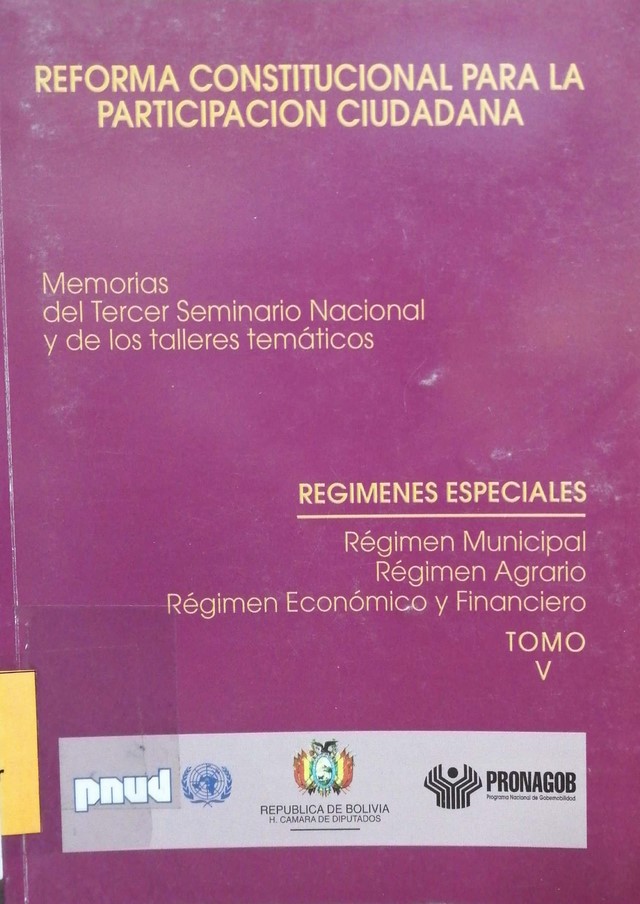 REFORMA CONSTITUCIONAL PARA LA
PARTICIPACION CIUDADANA
Memorias
del Tercer Seminario Nacional
y de los talleres temáticos
REGIMENES ESPECIALES
Régimen Municipal
Régimen Agrario
Régimen Económico y Financiero
TOMO
V
pnud
REPUBLICA DE BOLIVIA
H. CAMARA DE DIPUTADOS
PRONAGOB
Programa Nacional de Gobernabilidad